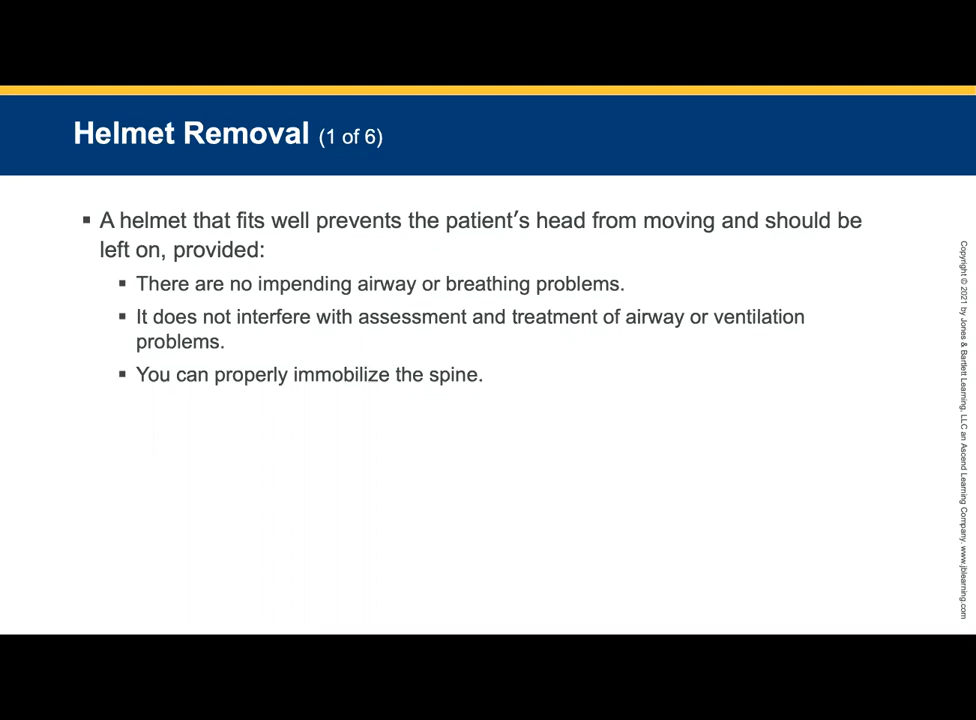 Helmet Removal (1 of 6)
▪ A helmet that fits well prevents the patient’s head from moving and should be
left on, provided:
▪ There are no impending airway or breathing problems.
▪ It does not interfere with assessment and treatment of airway or ventilation
problems.
▪ You can properly immobilize the spine.
Copyright © 2021 by Jones & Bartlett Learning, LLC an Ascend Learning Company. www.jblearning.com